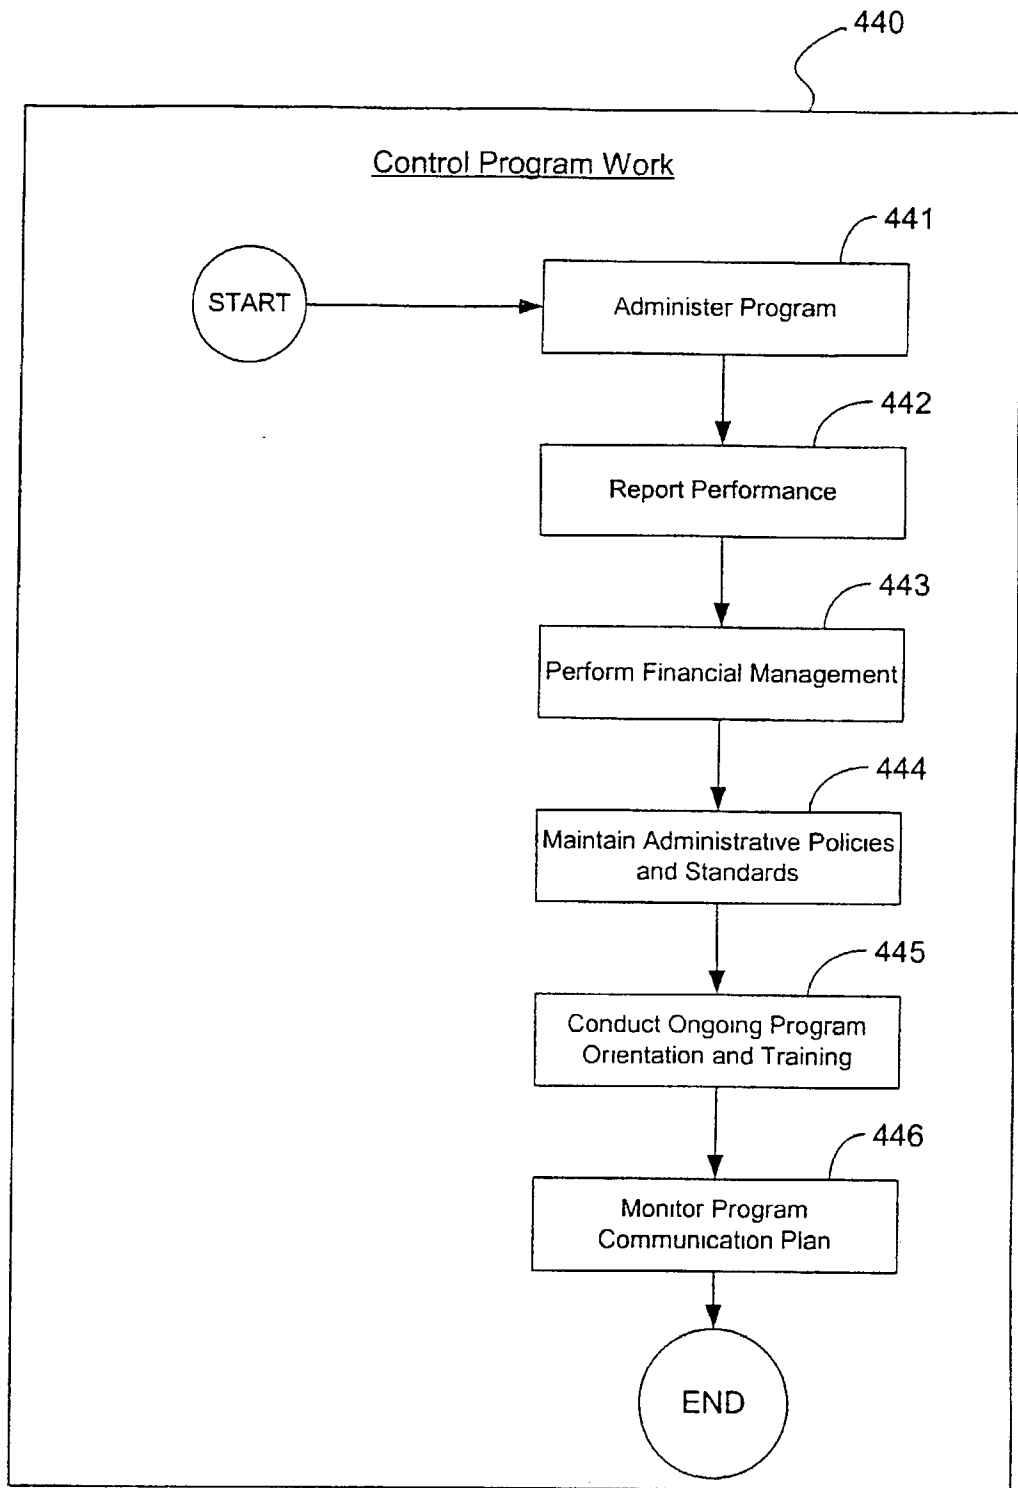 440
Control Program Work
441
START
Administer Program
442
Report Performance
443
Perform Financial Management
444
Maintain Administrative Policies
and Standards
445
Conduct Ongoing Program
Orientation and Training
446
Monitor Program
Communication Plan
END